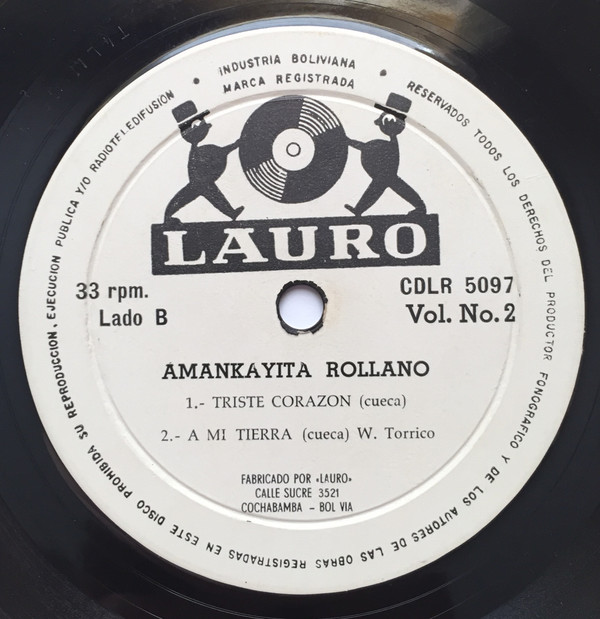 INDUSTRIA BOLIVIANA
MARCA REGISTRADA
RESERVADOS TODOS LOS DERECHOS DEL PRODUCTOR FONOGRAFICO Y DE LOS AUTORES DE LAS OBRAS REGISTRADAS EN ESTE DISCO PROHIBIDA SU REPRODUCCION, EJECUCION PUBLICA Y/O RADIOTELEDIFUSION
LAURO
33 rpm.
Lado B
CDLR 5097
Vol. No. 2
AMANKAYITA ROLLANO
1.- TRISTE CORAZON (cueca)
2.- A MI TIERRA (cueca) W. Torrico
FABRICADO POR «LAURO»
CALLE SUCRE 3521
COCHABAMBA - BOL VIA